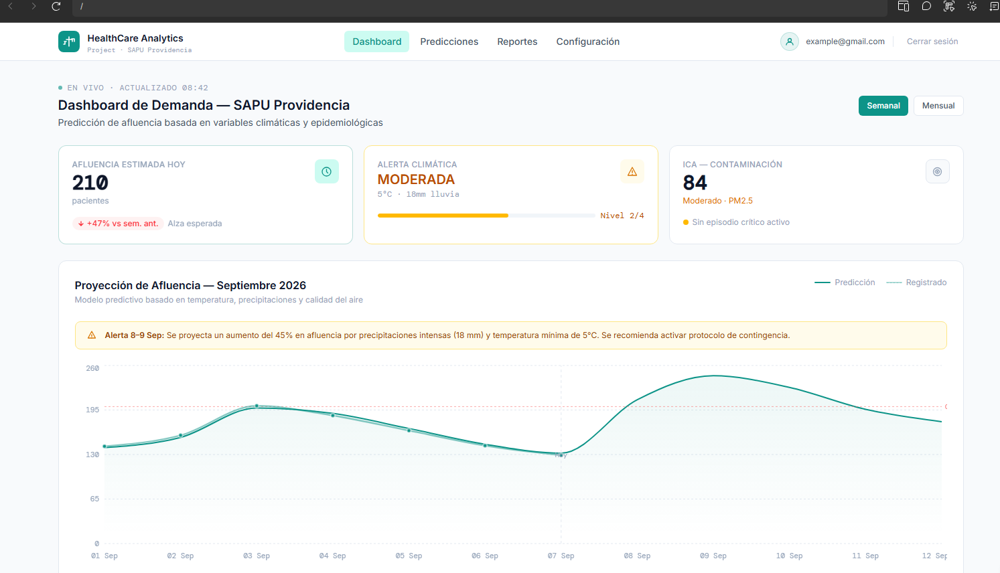 /
HealthCare Analytics
Project · SAPU Providencia
Dashboard
Predicciones
Reportes
Configuración
example@gmail.com
Cerrar sesión
EN VIVO · ACTUALIZADO 08:42
Dashboard de Demanda — SAPU Providencia
Predicción de afluencia basada en variables climáticas y epidemiológicas
Semanal
Mensual
AFLUENCIA ESTIMADA HOY
210
pacientes
↓ +47% vs sem. ant.
Alza esperada
ALERTA CLIMÁTICA
MODERADA
5°C · 18mm lluvia
Nivel 2/4
ICA — CONTAMINACIÓN
84
Moderado · PM2.5
Sin episodio crítico activo
Proyección de Afluencia — Septiembre 2026
Modelo predictivo basado en temperatura, precipitaciones y calidad del aire
Predicción
Registrado
Alerta 8–9 Sep: Se proyecta un aumento del 45% en afluencia por precipitaciones intensas (18 mm) y temperatura mínima de 5°C. Se recomienda activar protocolo de contingencia.
260
195
130
65
0
01 Sep
02 Sep
03 Sep
04 Sep
05 Sep
06 Sep
07 Sep
08 Sep
09 Sep
10 Sep
11 Sep
12 Sep